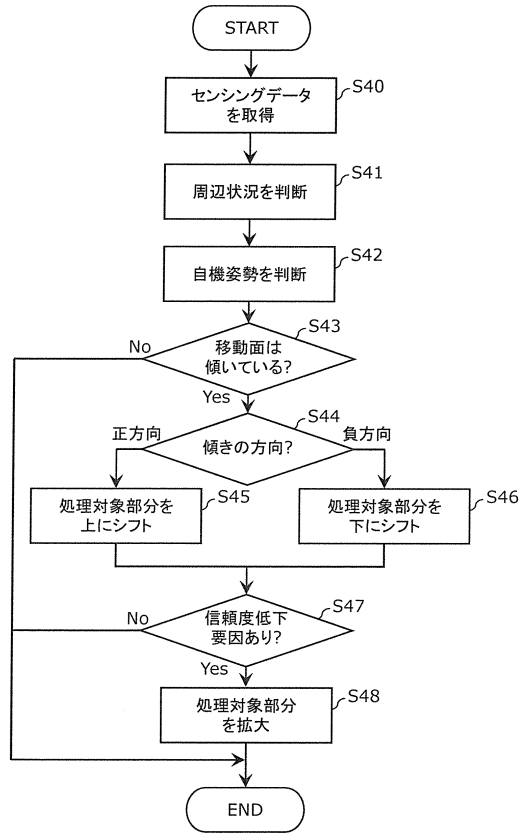 START
センシングデータ
を取得
S40
周辺状況を判断
S41
自機姿勢を判断
S42
移動面は
傾いている?
S43
No
Yes
傾きの方向?
S44
正方向
負方向
処理対象部分を
上にシフト
S45
処理対象部分を
下にシフト
S46
信頼度低下
要因あり?
S47
No
Yes
処理対象部分
を拡大
S48
END